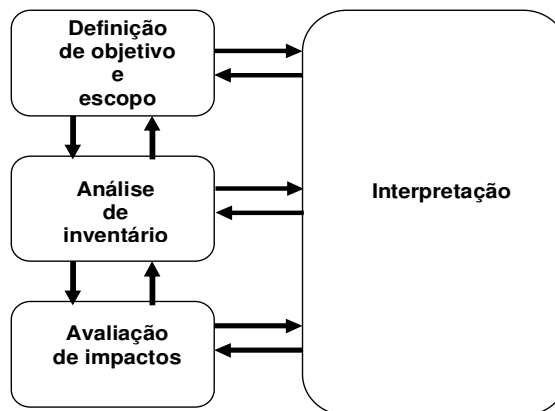 Definição
de objetivo
e
escopo
Análise
de
inventário
Interpretação
Avaliação
de impactos